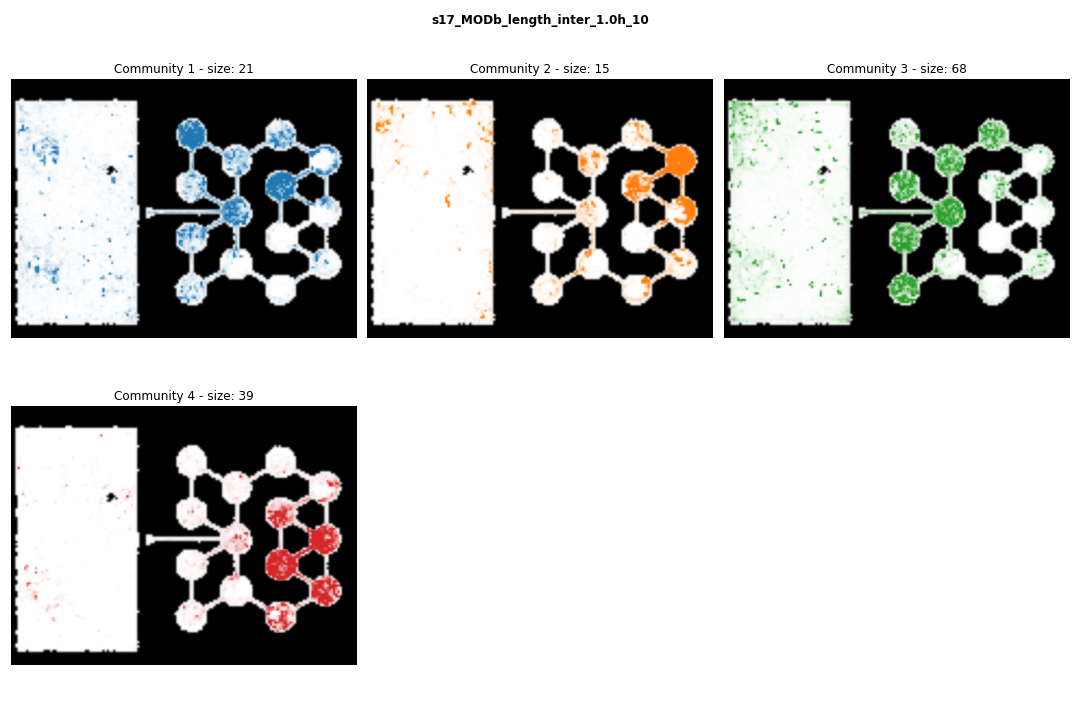 s17_MODb_length_inter_1.0h_10
Community 1 - size: 21
Community 2 - size: 15
Community 3 - size: 68
Community 4 - size: 39